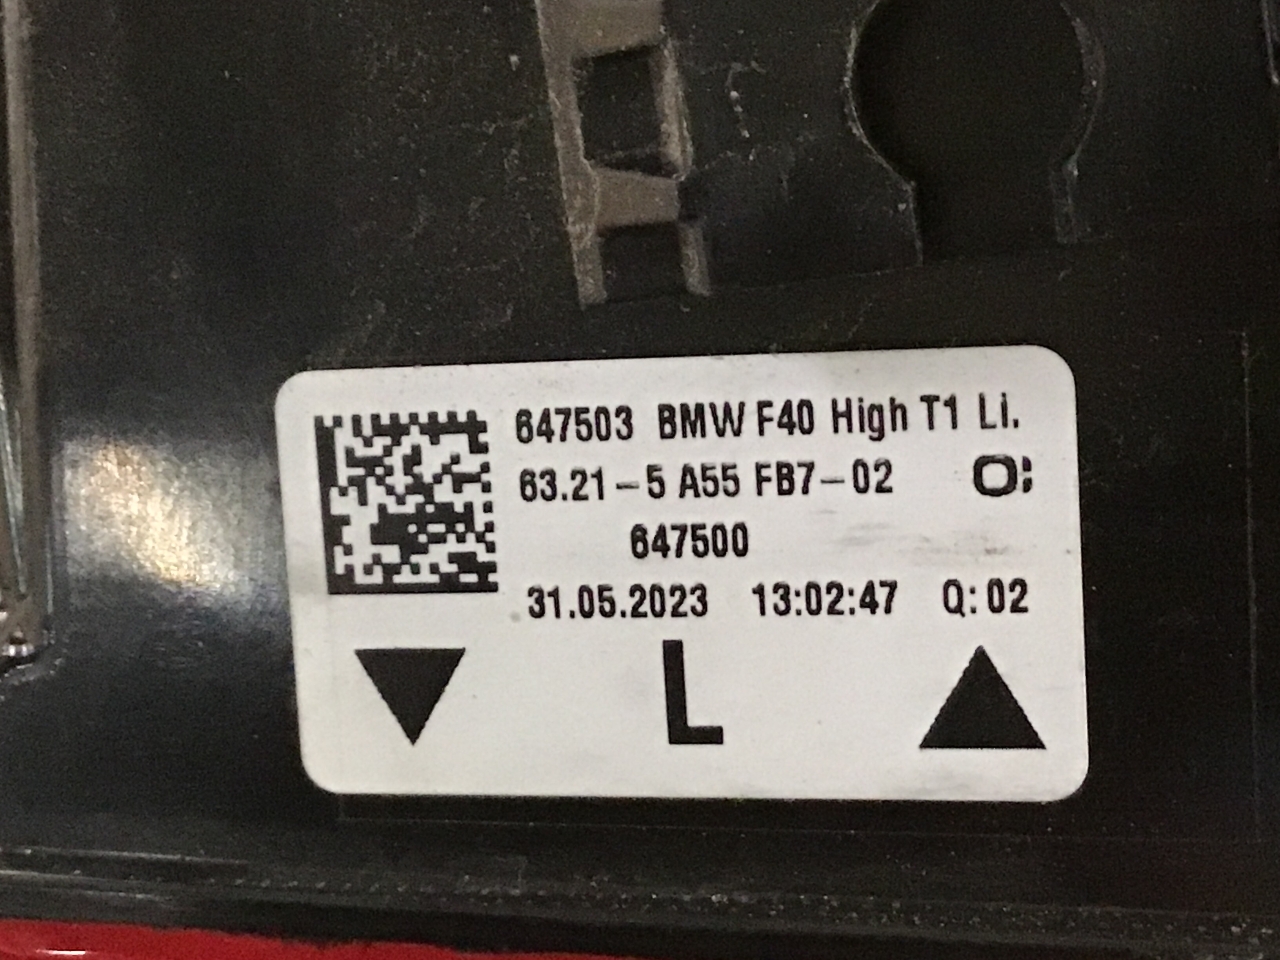 647503 BMW F40 High T1 Li.
63.21-5 A55 FB7-02 O:
647500
31.05.2023 13:02:47 Q: 02
L